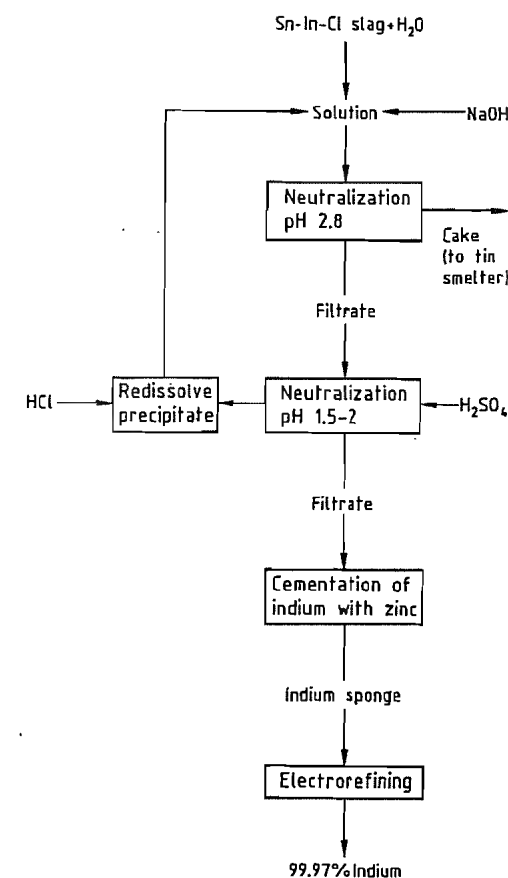 Sn-In-Cl slag+H₂O
Solution
NaOH
Neutralization
pH 2.8
Cake
(to tin
smelter)
Filtrate
HCl
Redissolve
precipitate
Neutralization
pH 1.5-2
H₂SO₄
Filtrate
Cementation of
indium with zinc
Indium sponge
Electrorefining
99.97% Indium